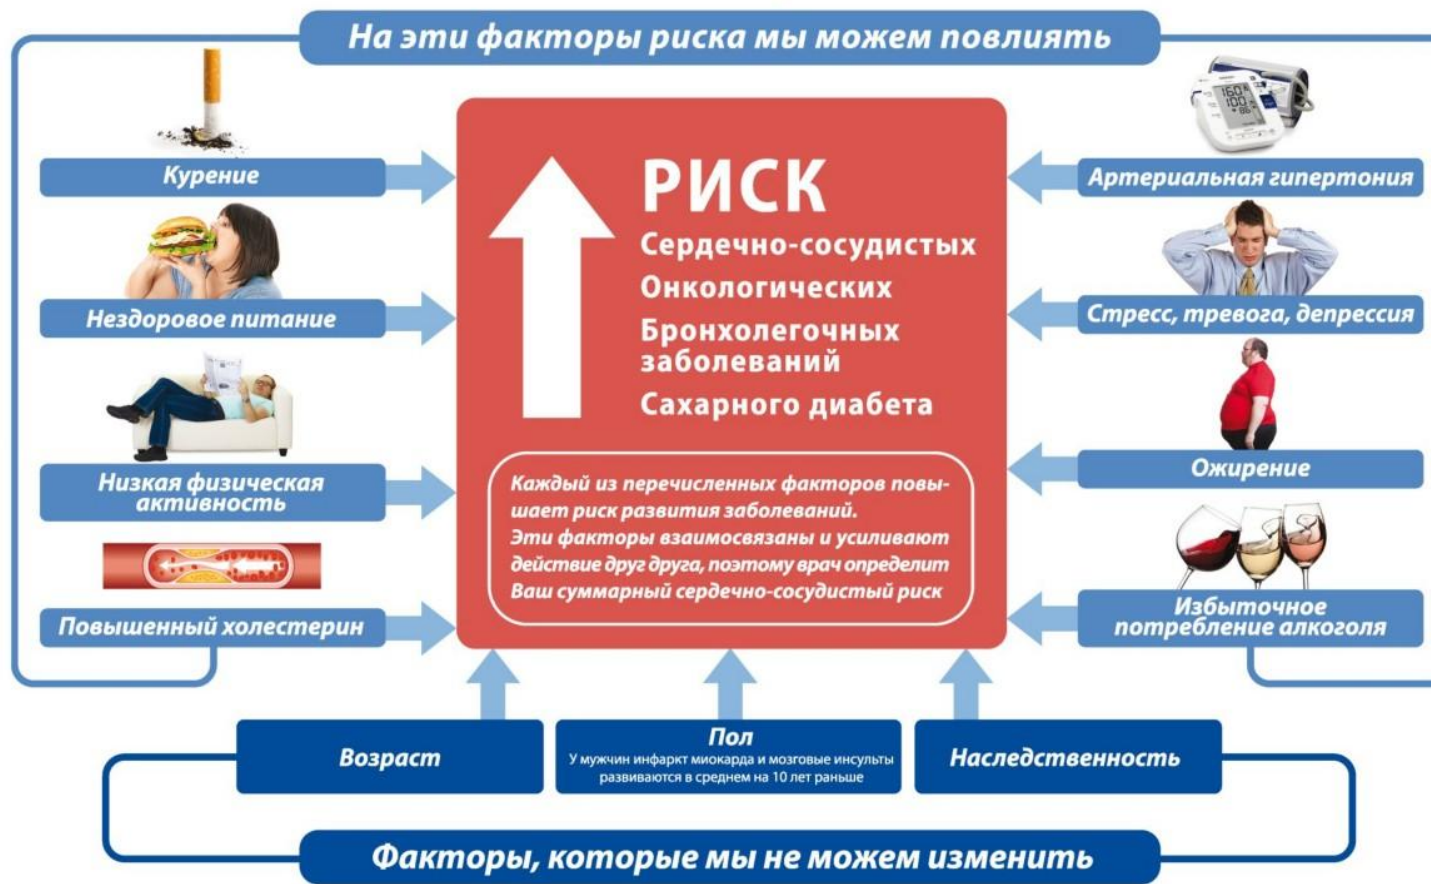 На эти факторы риска мы можем повлиять
Курение
Нездоровое питание
Низкая физическая
активность
Повышенный холестерин
РИСК
Сердечно-сосудистых
Онкологических
Бронхолегочных
заболеваний
Сахарного диабета
Каждый из перечисленных факторов повы-
шает риск развития заболеваний.
Эти факторы взаимосвязаны и усиливают
действие друг друга, поэтому врач определит
Ваш суммарный сердечно-сосудистый риск
160
100
86
Артериальная гипертония
Стресс, тревога, депрессия
Ожирение
Избыточное
потребление алкоголя
Возраст
Пол
У мужчин инфаркт миокарда и мозговые инсульты
развиваются в среднем на 10 лет раньше
Наследственность
Факторы, которые мы не можем изменить